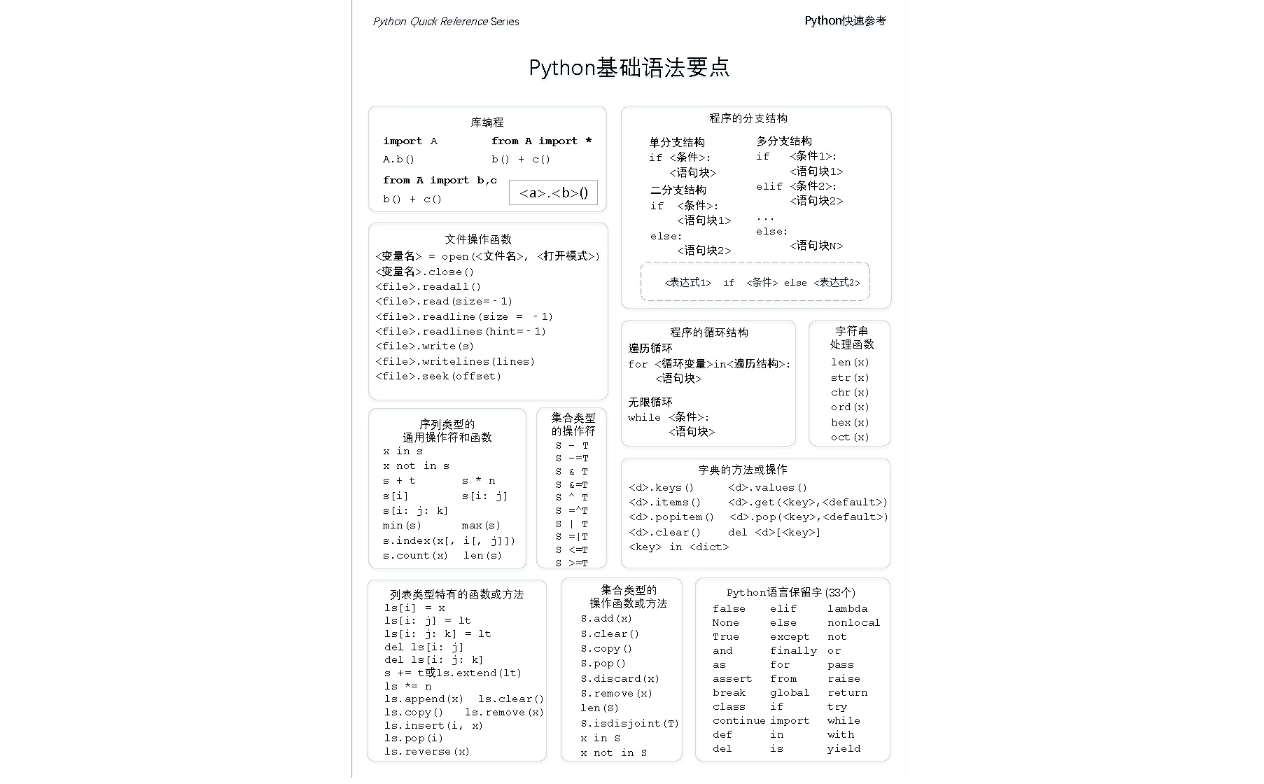 Python Quick Reference Series
Python快速参考
Python基础语法要点
库编程
import A
from A import *
A.b()
b() + c()
from A import b,c
b() + c()
<a>.<b>()
程序的分支结构
单分支结构
if <条件>:
<语句块>
二分支结构
if <条件>:
<语句块1>
else:
<语句块2>
多分支结构
if <条件1>:
<语句块1>
elif <条件2>:
<语句块2>
...
else:
<语句块N>
<表达式1> if <条件> else <表达式2>
文件操作函数
<变量名> = open(<文件名>, <打开模式>)
<变量名>.close()
<file>.readall()
<file>.read(size=-1)
<file>.readline(size = -1)
<file>.readlines(hint=-1)
<file>.write(s)
<file>.writelines(lines)
<file>.seek(offset)
程序的循环结构
遍历循环
for <循环变量>in<遍历结构>:
<语句块>
无限循环
while <条件>:
<语句块>
字符串
处理函数
len(x)
str(x)
chr(x)
ord(x)
hex(x)
oct(x)
序列类型的
通用操作符和函数
x in s
x not in s
s + t
s * n
s[i]
s[i: j]
s[i: j: k]
min(s)
max(s)
s.index(x[, i[, j]])
s.count(x)
len(s)
集合类型
的操作符
S - T
S -=T
S & T
S &=T
S ^ T
S =^T
S | T
S =|T
S <=T
S >=T
字典的方法或操作
<d>.keys()
<d>.values()
<d>.items()
<d>.get(<key>,<default>)
<d>.popitem()
<d>.pop(<key>,<default>)
<d>.clear()
del <d>[<key>]
<key> in <dict>
列表类型特有的函数或方法
ls[i] = x
ls[i: j] = lt
ls[i: j: k] = lt
del ls[i: j]
del ls[i: j: k]
s += t或ls.extend(lt)
ls *= n
ls.append(x)
ls.clear()
ls.copy()
ls.remove(x)
ls.insert(i, x)
ls.pop(i)
ls.reverse(x)
集合类型的
操作函数或方法
S.add(x)
S.clear()
S.copy()
S.pop()
S.discard(x)
S.remove(x)
len(S)
S.isdisjoint(T)
x in S
x not in S
Python语言保留字 (33个)
false elif lambda
None else nonlocal
True except not
and finally or
as for pass
assert from raise
break global return
class if try
continue import while
def in with
del is yield